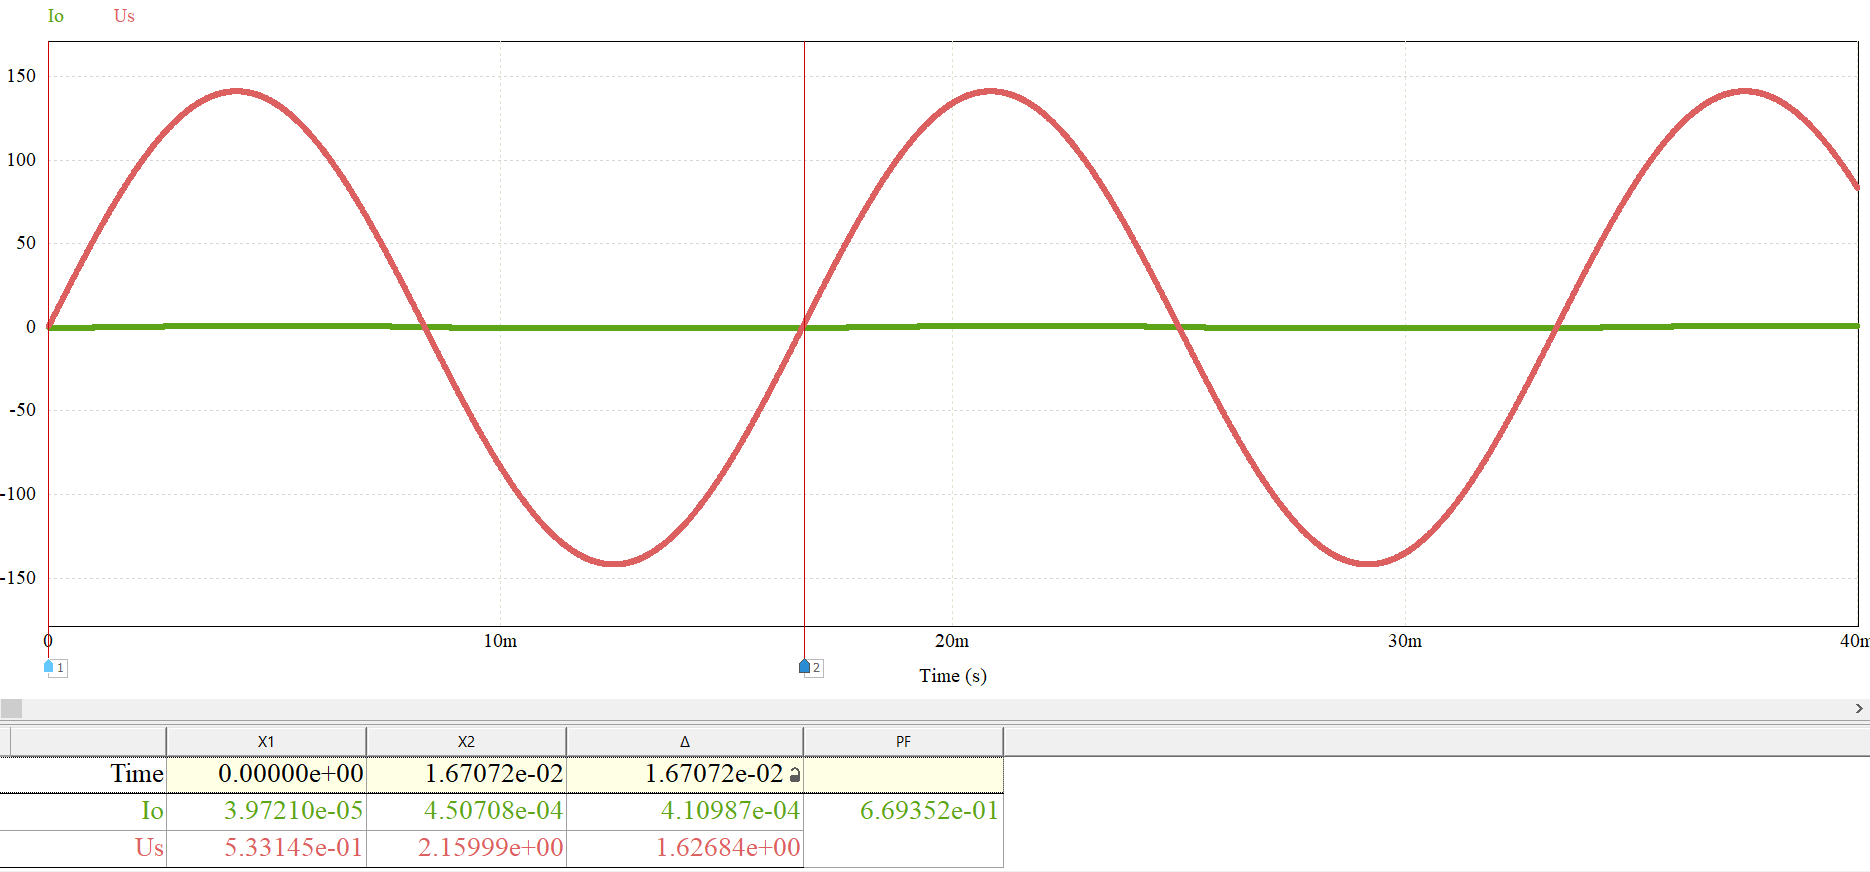 Io Us
150
100
50
0
-50
-100
-150
0 10m 20m 30m 40m
1 2
Time (s)
X1 X2 Δ PF
Time 0.00000e+00 1.67072e-02 1.67072e-02
Io 3.97210e-05 4.50708e-04 4.10987e-04 6.69352e-01
Us 5.33145e-01 2.15999e+00 1.62684e+00